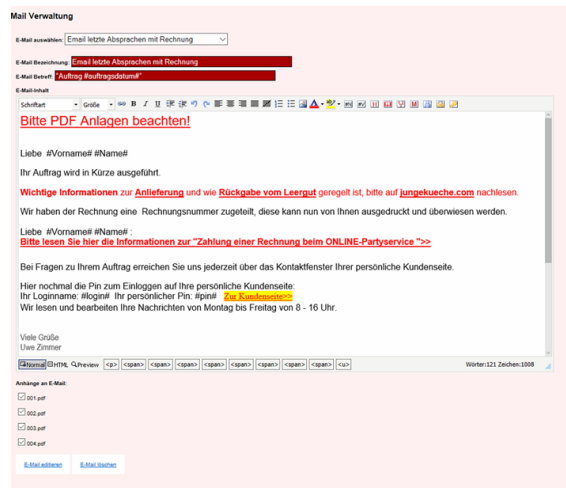 Mail Verwaltung
E-Mail auswählen: Email letzte Absprachen mit Rechnung
E-Mail Bezeichnung: Email letzte Absprachen mit Rechnung
E-Mail Betreff: "Auftrag #auftragsdatum#"
E-Mail-Inhalt
Schriftart Größe B I U
Bitte PDF Anlagen beachten!
Liebe #Vorname# #Name#
Ihr Auftrag wird in Kürze ausgeführt.
Wichtige Informationen zur Anlieferung und wie Rückgabe vom Leergut geregelt ist, bitte auf jungekueche.com nachlesen.
Wir haben der Rechnung eine Rechnungsnummer zugeteilt, diese kann nun von Ihnen ausgedruckt und überwiesen werden.
Liebe #Vorname# #Name# :
Bitte lesen Sie hier die Informationen zur "Zahlung einer Rechnung beim ONLINE-Partyservice ">>
Bei Fragen zu Ihrem Auftrag erreichen Sie uns jederzeit über das Kontaktfenster Ihrer persönliche Kundenseite.
Hier nochmal die Pin zum Einloggen auf Ihre persönliche Kundenseite:
Ihr Loginname: #login# Ihr persönlicher Pin: #pin# Zur Kundenseite>>
Wir lesen und bearbeiten Ihre Nachrichten von Montag bis Freitag von 8 - 16 Uhr.
Viele Grüße
Uwe Zimmer
Normal HTML Preview <p> <span> <span> <span> <span> <span> <span> <span> <u> Wörter:121 Zeichen:1008
Anhänge an E-Mail:
001.pdf
002.pdf
003.pdf
004.pdf
E-Mail editieren E-Mail löschen